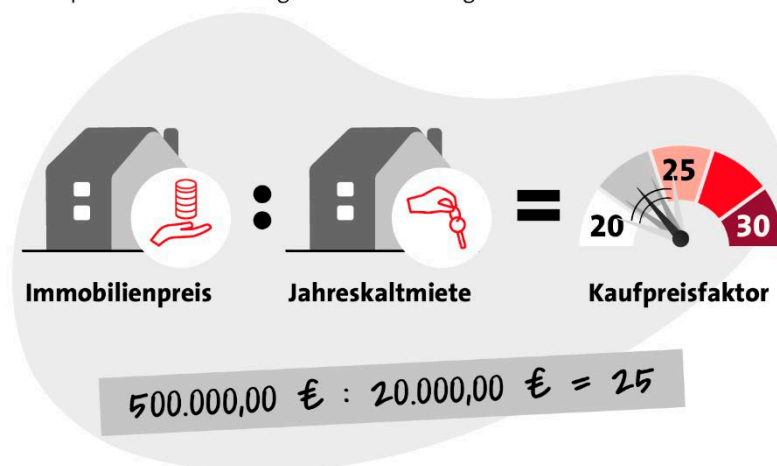 20 25 30
Immobilienpreis : Jahreskaltmiete = Kaufpreisfaktor
500.000,00 € : 20.000,00 € = 25